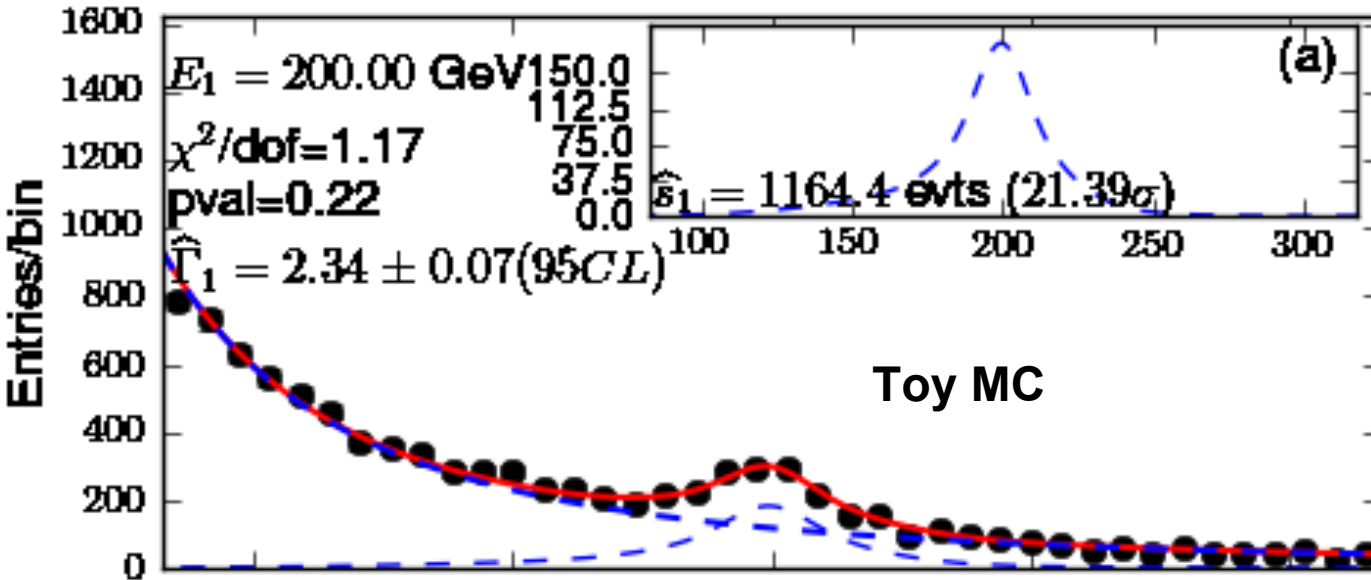 1600
1400
1200
1000
800
600
400
200
0
Entries/bin
E₁ = 200.00 GeV
χ²/dof=1.17
pval=0.22
Γ̂₁ = 2.34 ± 0.07(95CL)
150.0
112.5
75.0
37.5
0.0
(a)
ŝ₁ = 1164.4 evts (21.39σ)
100 150 200 250 300
Toy MC